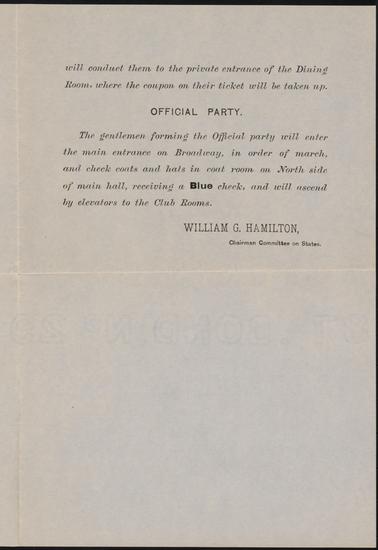 will conduct them to the private entrance of the Dining
Room, where the coupon on their ticket will be taken up.
OFFICIAL PARTY.
The gentlemen forming the Official party will enter
the main entrance on Broadway, in order of march,
and check coats and hats in coat room on North side
of main hall, receiving a Blue check, and will ascend
by elevators to the Club Rooms.
WILLIAM G. HAMILTON,
Chairman Committee on States.